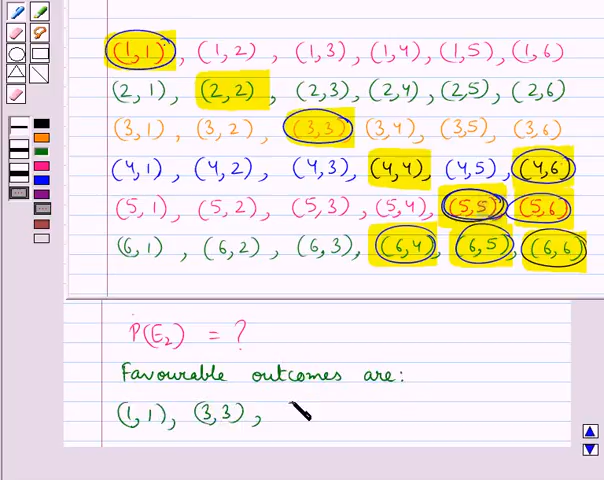 (1,1), (1,2), (1,3), (1,4), (1,5), (1,6)
(2,1), (2,2), (2,3), (2,4), (2,5), (2,6)
(3,1), (3,2), (3,3), (3,4), (3,5), (3,6)
(4,1), (4,2), (4,3), (4,4), (4,5), (4,6)
(5,1), (5,2), (5,3), (5,4), (5,5), (5,6)
(6,1), (6,2), (6,3), (6,4), (6,5), (6,6)
P(E2) = ?
Favourable outcomes are:
(1,1), (3,3),